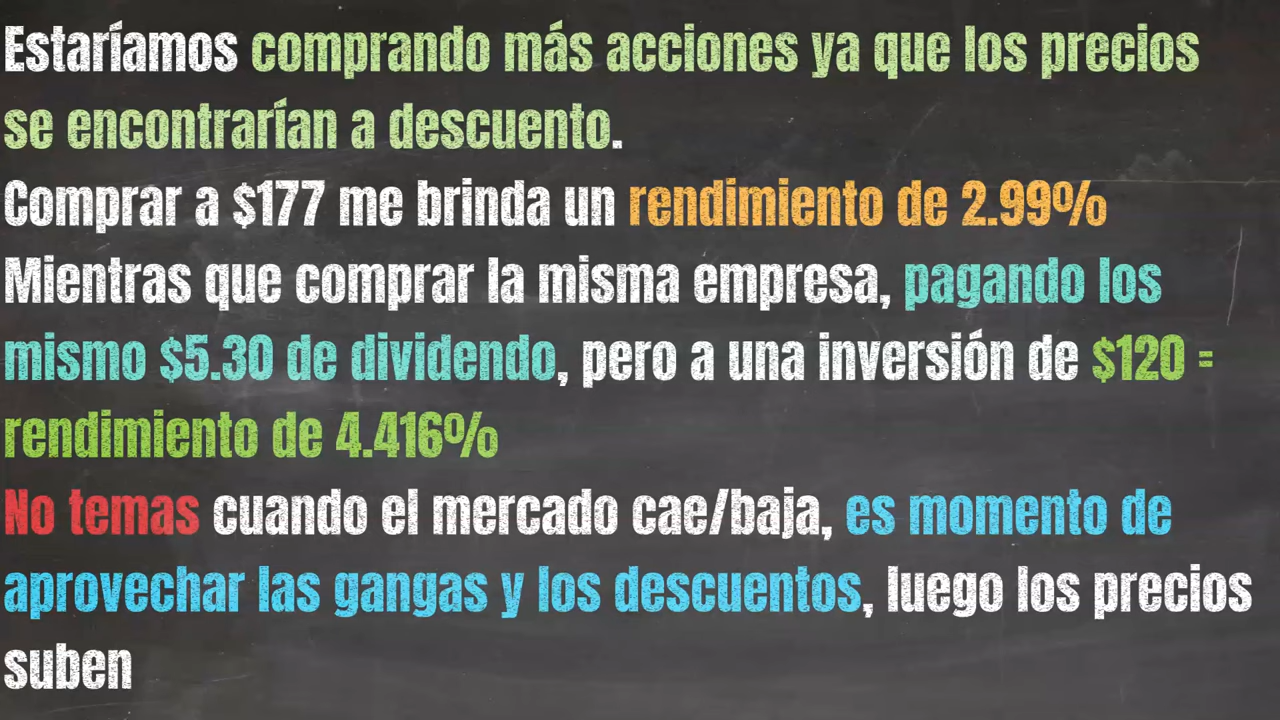 Estaríamos comprando más acciones ya que los precios
se encontrarían a descuento.
Comprar a $177 me brinda un rendimiento de 2.99%
Mientras que comprar la misma empresa, pagando los
mismo $5.30 de dividendo, pero a una inversión de $120 =
rendimiento de 4.416%
No temas cuando el mercado cae/baja, es momento de
aprovechar las gangas y los descuentos, luego los precios
suben